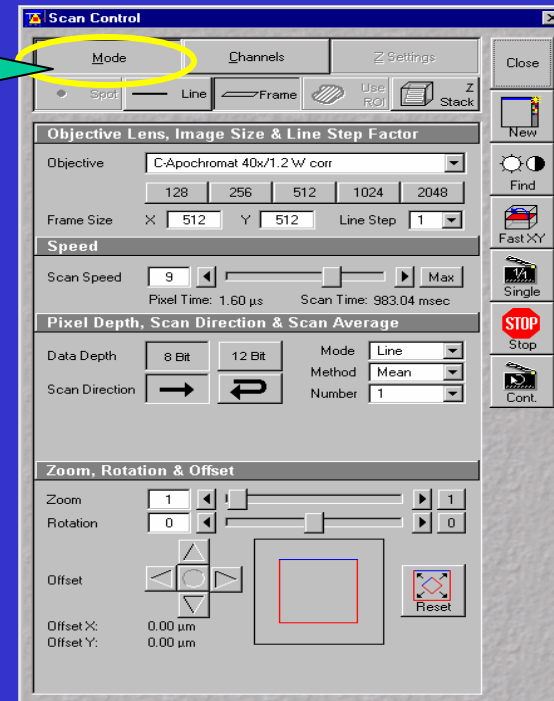 Scan Control
Mode Channels Z Settings Close
Spot Line Frame Use ROI Z Stack
New
Objective Lens, Image Size & Line Step Factor
Objective C-Apochromat 40x/1.2 W corr
Find
128 256 512 1024 2048
Frame Size X 512 Y 512 Line Step 1
Fast XY
Speed
Scan Speed 9 Max
1/1
Single
Pixel Time: 1.60 µs Scan Time: 983.04 msec
Pixel Depth, Scan Direction & Scan Average
STOP
Stop
Data Depth 8 Bit 12 Bit Mode Line
Method Mean
Scan Direction Number 1
Cont.
Zoom, Rotation & Offset
Zoom 1 1
Rotation 0 0
Offset
Reset
Offset X: 0.00 µm
Offset Y: 0.00 µm